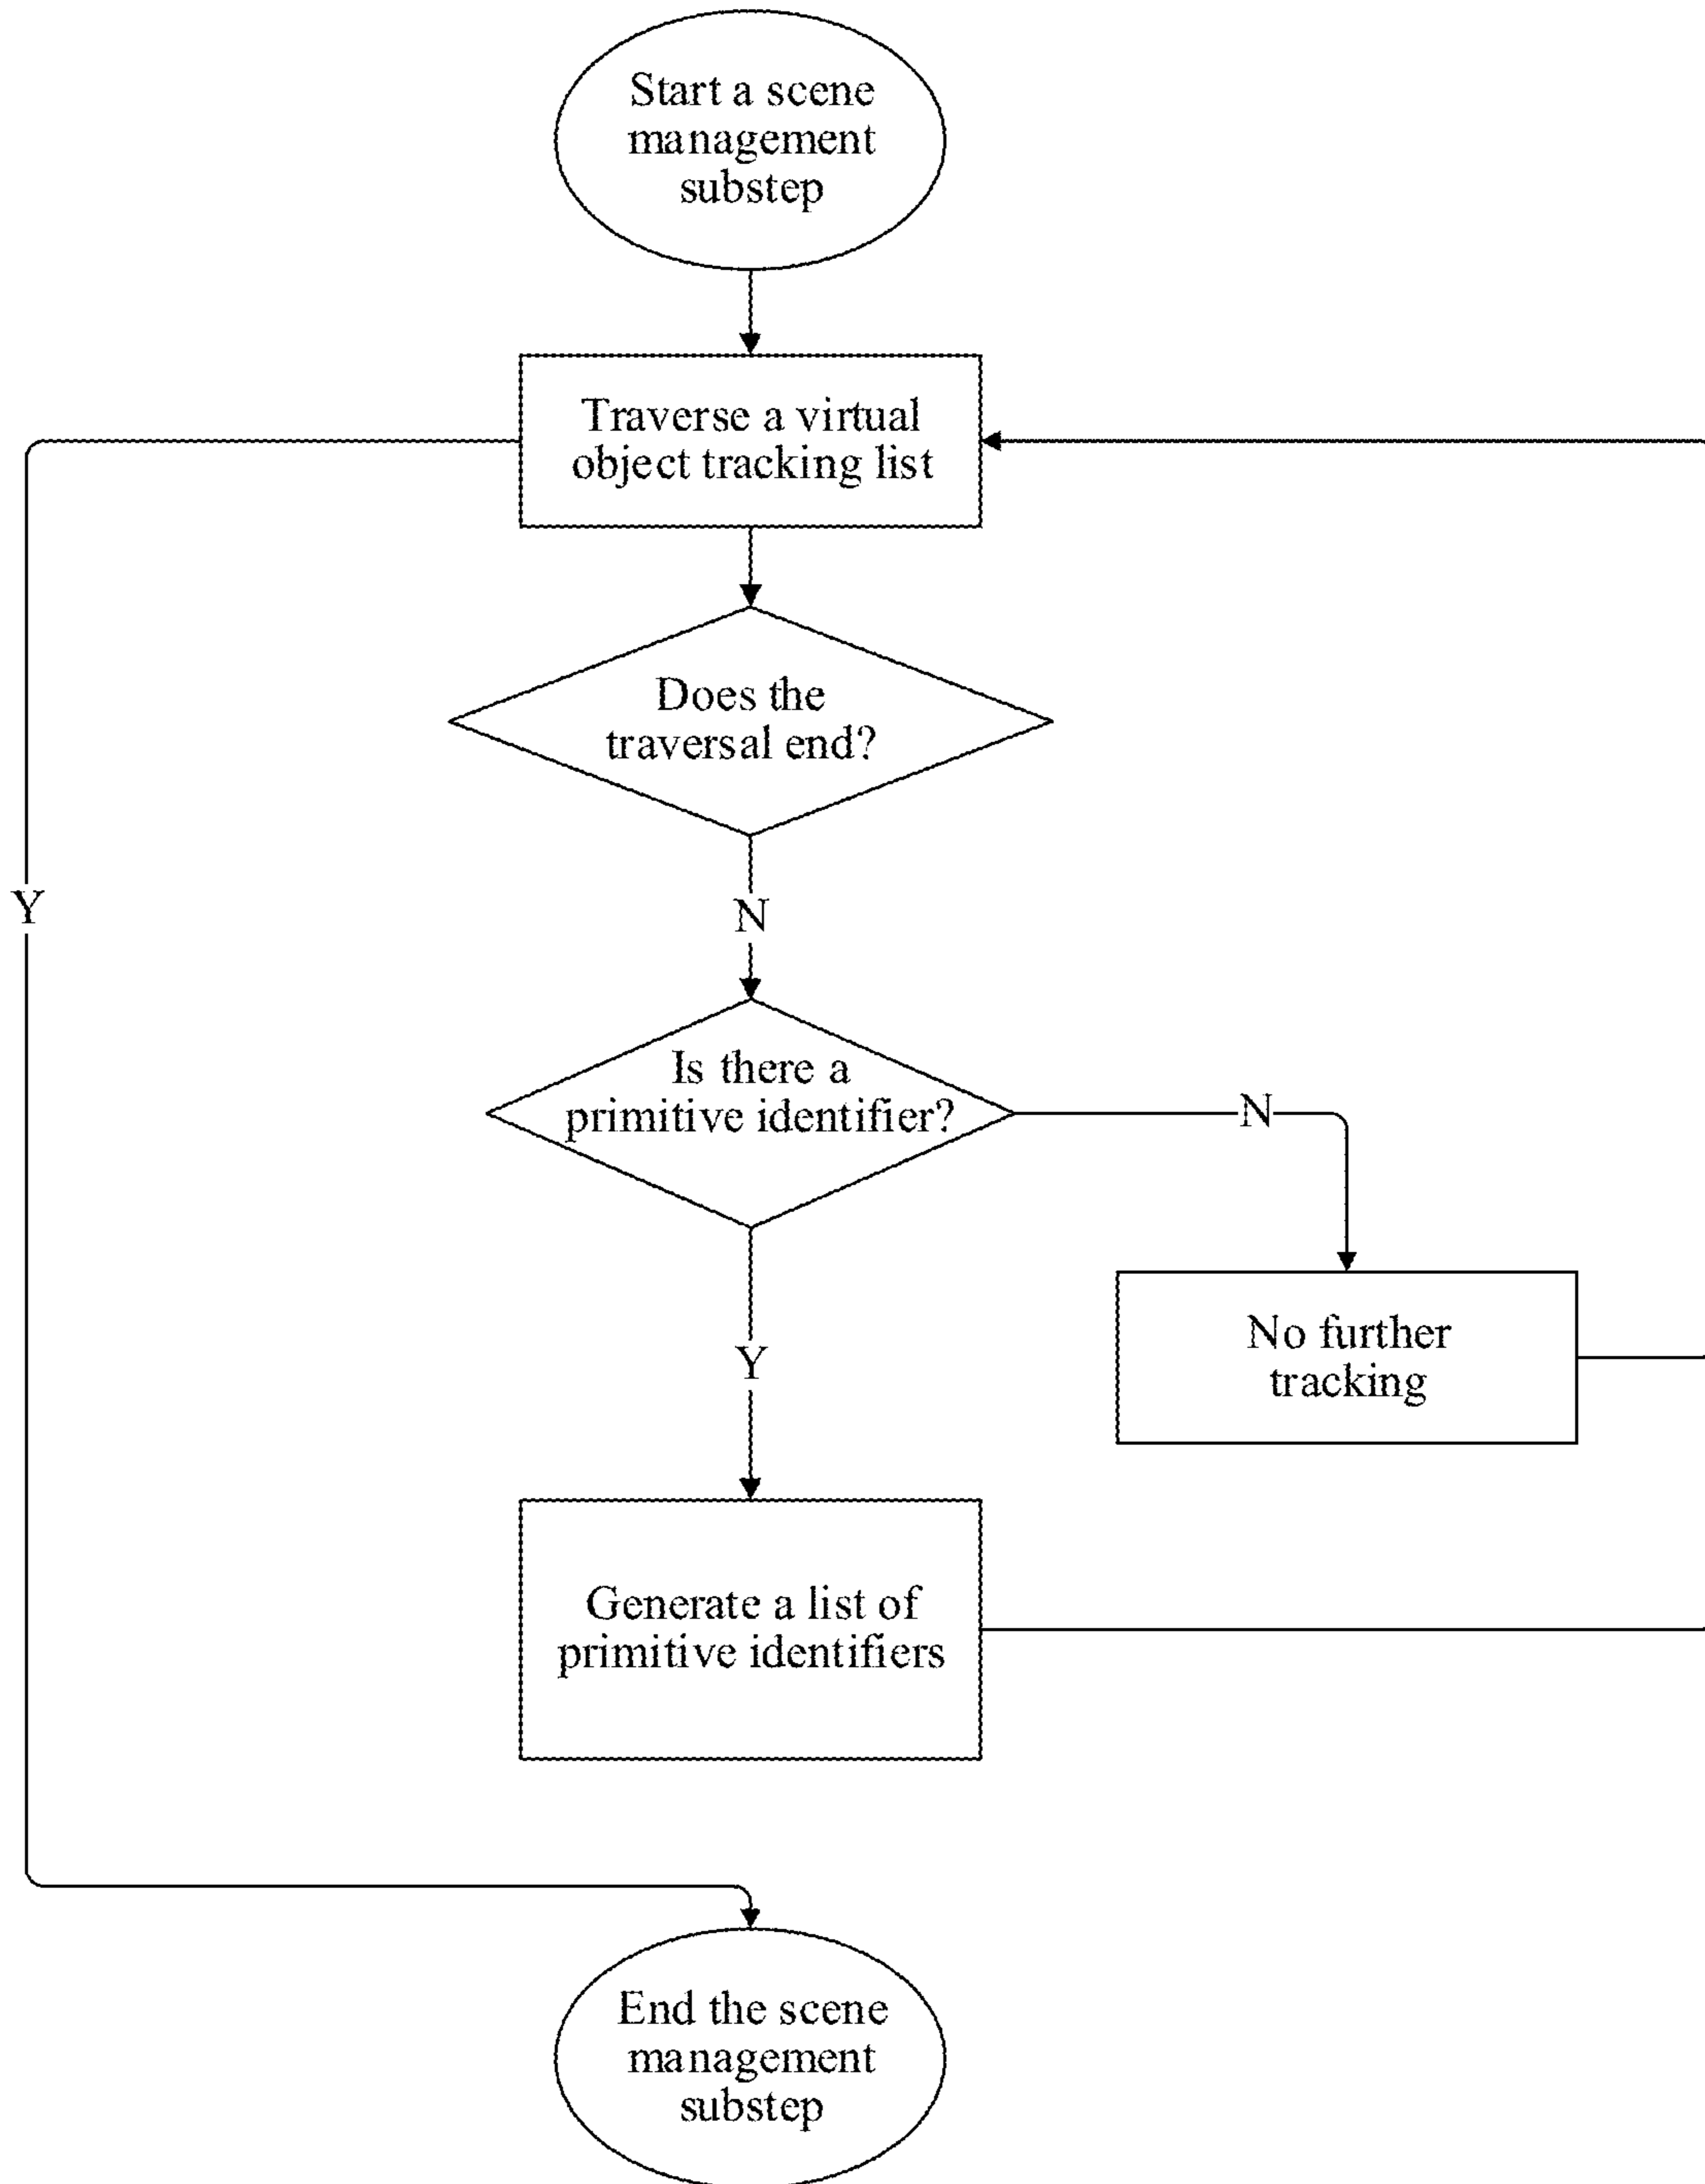 Start a scene
management
substep
Traverse a virtual
object tracking list
Does the
traversal end?
Y
N
Is there a
primitive identifier?
N
No further
tracking
Y
Generate a list of
primitive identifiers
End the scene
management
substep